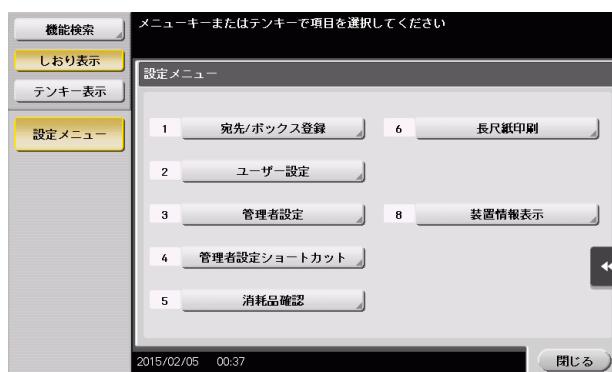 機能検索
メニューキーまたはテンキーで項目を選択してください
しおり表示
テンキー表示
設定メニュー
設定メニュー
1 宛先/ボックス登録
6 長尺紙印刷
2 ユーザー設定
3 管理者設定
8 装置情報表示
4 管理者設定ショートカット
5 消耗品確認
2015/02/05 00:37
閉じる